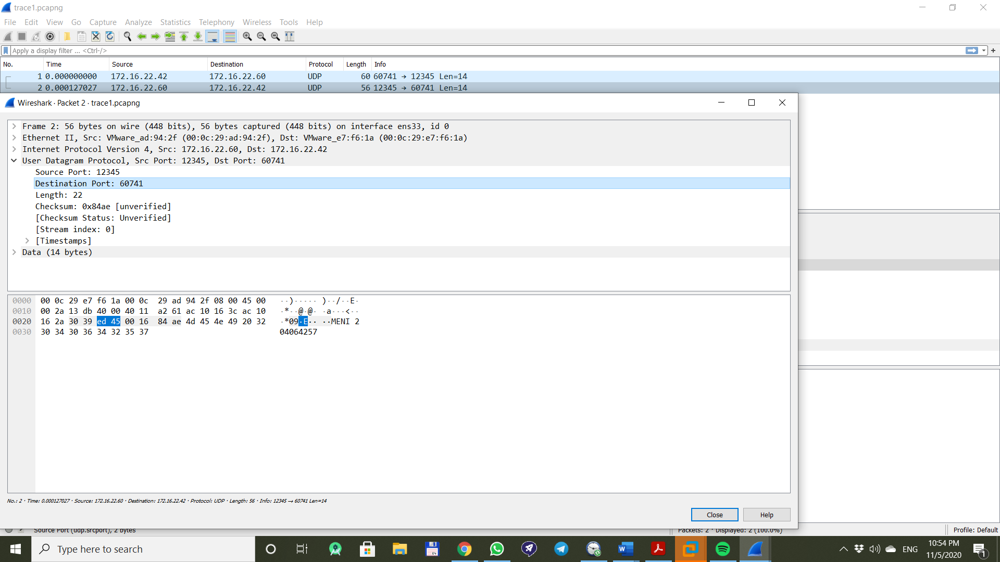 trace1.pcapng
File Edit View Go Capture Analyze Statistics Telephony Wireless Tools Help
Apply a display filter ... <Ctrl-/>
+
No. Time Source Destination Protocol Length Info
1 0.000000000 172.16.22.42 172.16.22.60 UDP 60 60741 → 12345 Len=14
2 0.000127027 172.16.22.60 172.16.22.42 UDP 56 12345 → 60741 Len=14
Wireshark · Packet 2 · trace1.pcapng
Frame 2: 56 bytes on wire (448 bits), 56 bytes captured (448 bits) on interface ens33, id 0
Ethernet II, Src: VMware_ad:94:2f (00:0c:29:ad:94:2f), Dst: VMware_e7:f6:1a (00:0c:29:e7:f6:1a)
Internet Protocol Version 4, Src: 172.16.22.60, Dst: 172.16.22.42
User Datagram Protocol, Src Port: 12345, Dst Port: 60741
Source Port: 12345
Destination Port: 60741
Length: 22
Checksum: 0x84ae [unverified]
[Checksum Status: Unverified]
[Stream index: 0]
[Timestamps]
Data (14 bytes)
0000 00 0c 29 e7 f6 1a 00 0c 29 ad 94 2f 08 00 45 00 ··)····· )··/··E·
0010 00 2a 13 db 40 00 40 11 a2 61 ac 10 16 3c ac 10 ·*··@·@· ·a···<··
0020 16 2a 30 39 ed 45 00 16 84 ae 4d 45 4e 49 20 32 ·*09·E·· ··MENI 2
0030 30 34 30 36 34 32 35 37 04064257
No.: 2 · Time: 0.000127027 · Source: 172.16.22.60 · Destination: 172.16.22.42 · Protocol: UDP · Length: 56 · Info: 12345 → 60741 Len=14
Close Help
Source Port (udp.srcport), 2 bytes Packets: 2 · Displayed: 2 (100.0%) Profile: Default
Type here to search
ENG
10:54 PM
11/5/2020
1